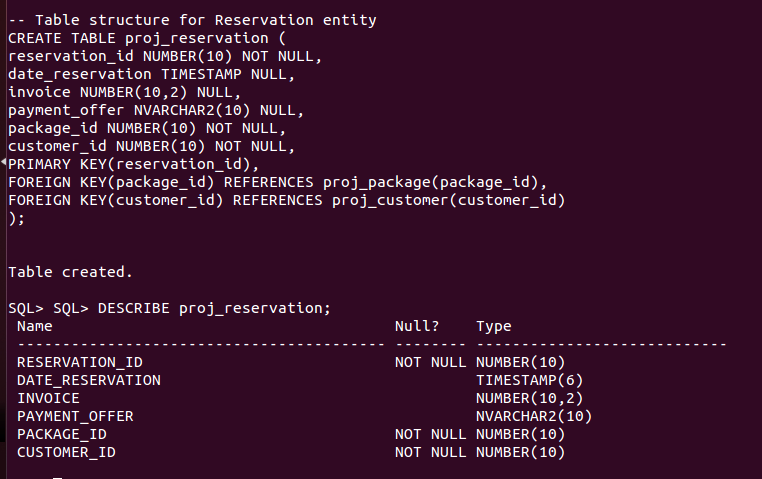 -- Table structure for Reservation entity
CREATE TABLE proj_reservation (
reservation_id NUMBER(10) NOT NULL,
date_reservation TIMESTAMP NULL,
invoice NUMBER(10,2) NULL,
payment_offer NVARCHAR2(10) NULL,
package_id NUMBER(10) NOT NULL,
customer_id NUMBER(10) NOT NULL,
PRIMARY KEY(reservation_id),
FOREIGN KEY(package_id) REFERENCES proj_package(package_id),
FOREIGN KEY(customer_id) REFERENCES proj_customer(customer_id)
);
Table created.
SQL> SQL> DESCRIBE proj_reservation;
Name Null? Type
----------------------------------------- -------- ----------------------------
RESERVATION_ID NOT NULL NUMBER(10)
DATE_RESERVATION TIMESTAMP(6)
INVOICE NUMBER(10,2)
PAYMENT_OFFER NVARCHAR2(10)
PACKAGE_ID NOT NULL NUMBER(10)
CUSTOMER_ID NOT NULL NUMBER(10)